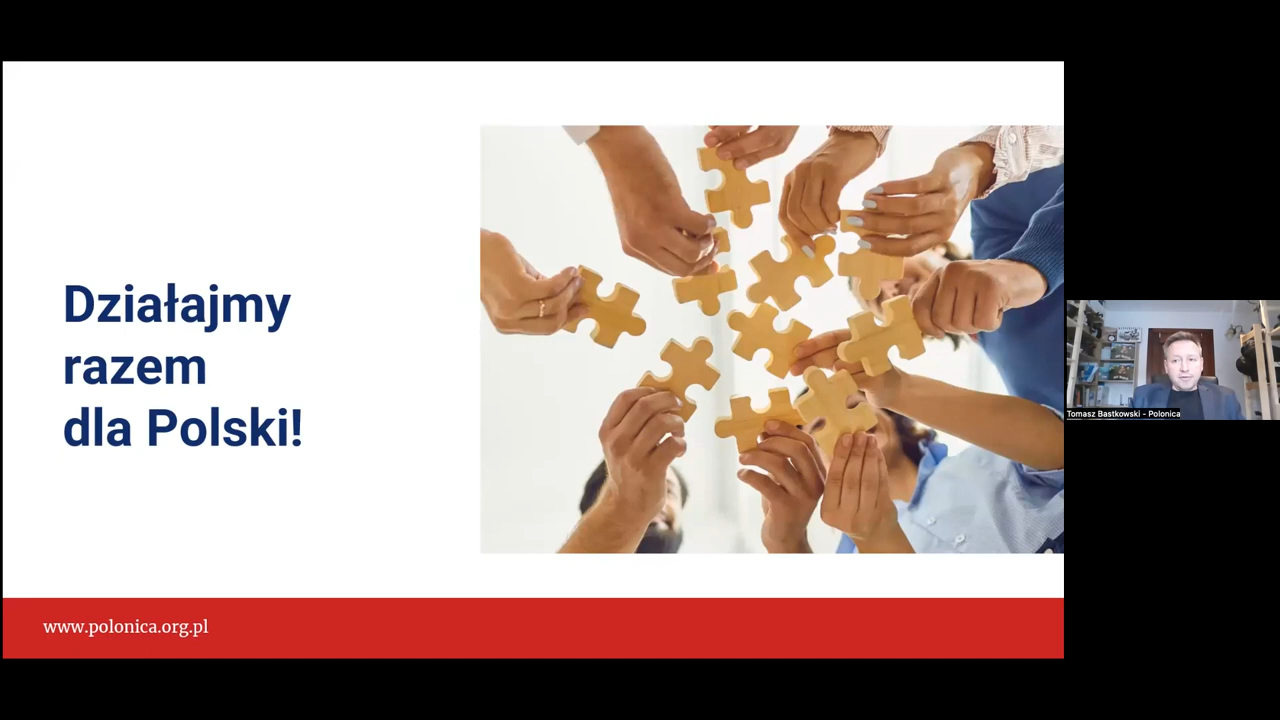 Działajmy
razem
dla Polski!
Tomasz Bastkowski - Polonica
www.polonica.org.pl